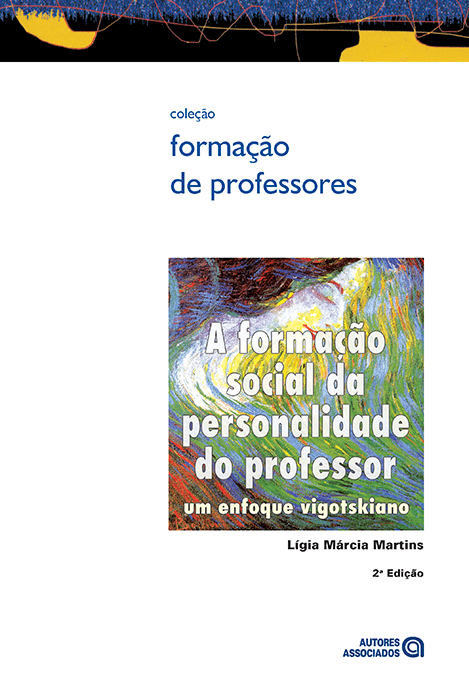 coleção
formação
de professores
A formação
social da
personalidade
do professor
um enfoque vigotskiano
Lígia Márcia Martins
2ª Edição
AUTORES
ASSOCIADOS